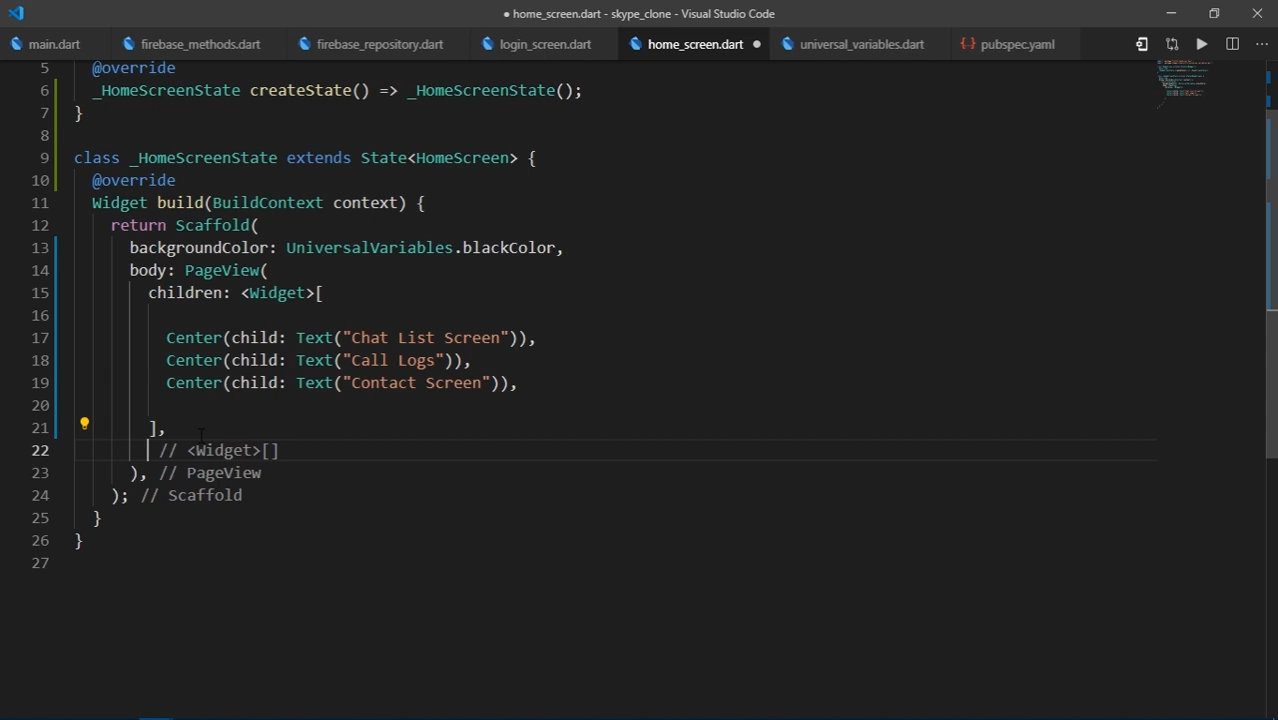 ● home_screen.dart - skype_clone - Visual Studio Code
main.dart firebase_methods.dart firebase_repository.dart login_screen.dart home_screen.dart ● universal_variables.dart {} pubspec.yaml ...
5 @override
6 _HomeScreenState createState() => _HomeScreenState();
7 }
8
9 class _HomeScreenState extends State<HomeScreen> {
10 @override
11 Widget build(BuildContext context) {
12 return Scaffold(
13 backgroundColor: UniversalVariables.blackColor,
14 body: PageView(
15 children: <Widget>[
16
17 Center(child: Text("Chat List Screen")),
18 Center(child: Text("Call Logs")),
19 Center(child: Text("Contact Screen")),
20
21 ],
22 // <Widget>[]
23 ), // PageView
24 ); // Scaffold
25 }
26 }
27